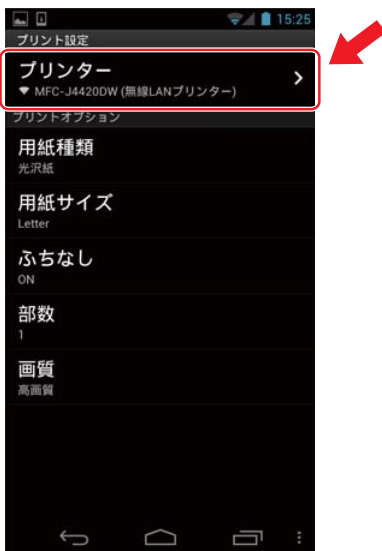 15:25
プリント設定
プリンター
MFC-J4420DW (無線LANプリンター)
プリントオプション
用紙種類
光沢紙
用紙サイズ
Letter
ふちなし
ON
部数
1
画質
高画質